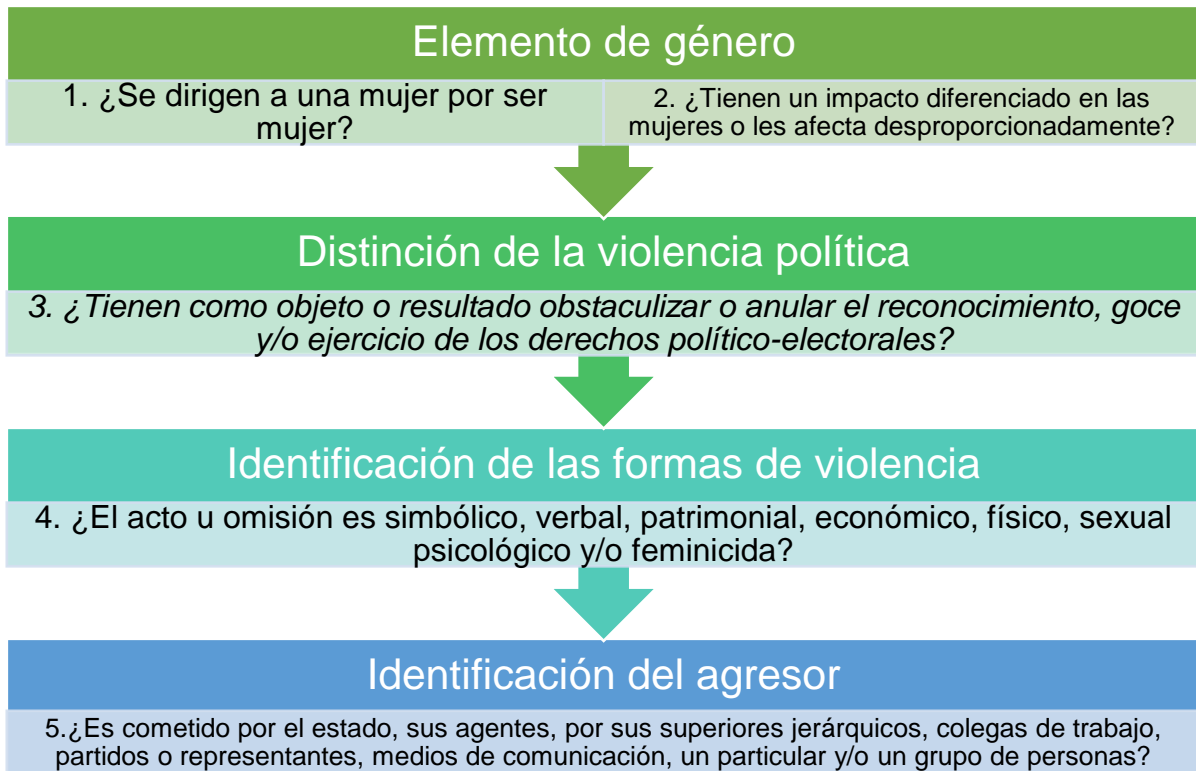 Elemento de género
1. ¿Se dirigen a una mujer por ser
mujer?
2. ¿Tienen un impacto diferenciado en las
mujeres o les afecta desproporcionadamente?
Distinción de la violencia política
3. ¿Tienen como objeto o resultado obstaculizar o anular el reconocimiento, goce
y/o ejercicio de los derechos político-electorales?
Identificación de las formas de violencia
4. ¿El acto u omisión es simbólico, verbal, patrimonial, económico, físico, sexual
psicológico y/o feminicida?
Identificación del agresor
5.¿Es cometido por el estado, sus agentes, por sus superiores jerárquicos, colegas de trabajo,
partidos o representantes, medios de comunicación, un particular y/o un grupo de personas?